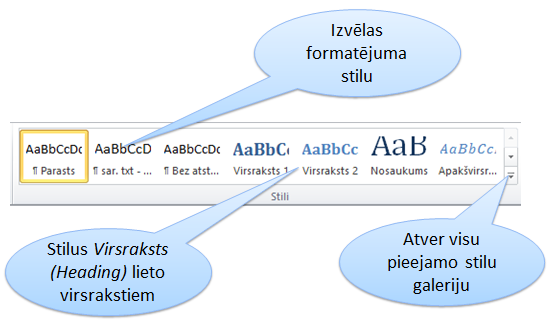 Izvēlas
formatējuma
stilu
AaBbCcDc AaBbCcD AaBbCcDc AaBbCc AaBbCc AaB AaBbCc.
¶ Parasts ¶ sar. txt - ... ¶ Bez atst... Virsraksts 1 Virsraksts 2 Nosaukums Apakšvirsr...
Stili
Stilus Virsraksts
(Heading) lieto
virsrakstiem
Atver visu
pieejamo stilu
galeriju